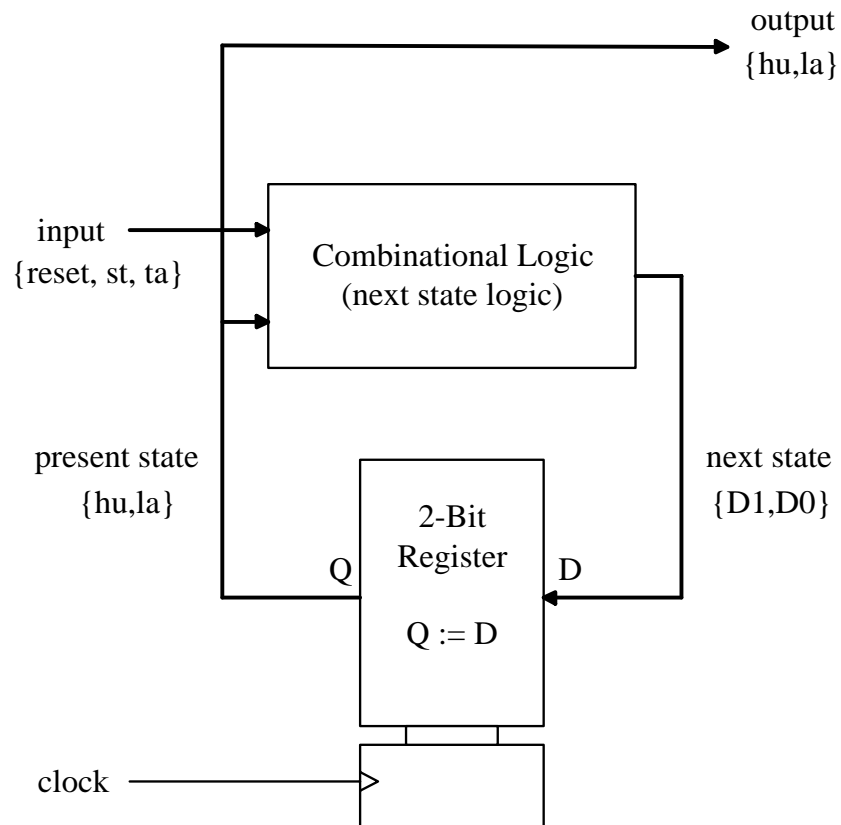 output
{hu,la}
input
{reset, st, ta}
Combinational Logic
(next state logic)
present state
{hu,la}
next state
{D1,D0}
2-Bit
Register
Q
D
Q := D
clock